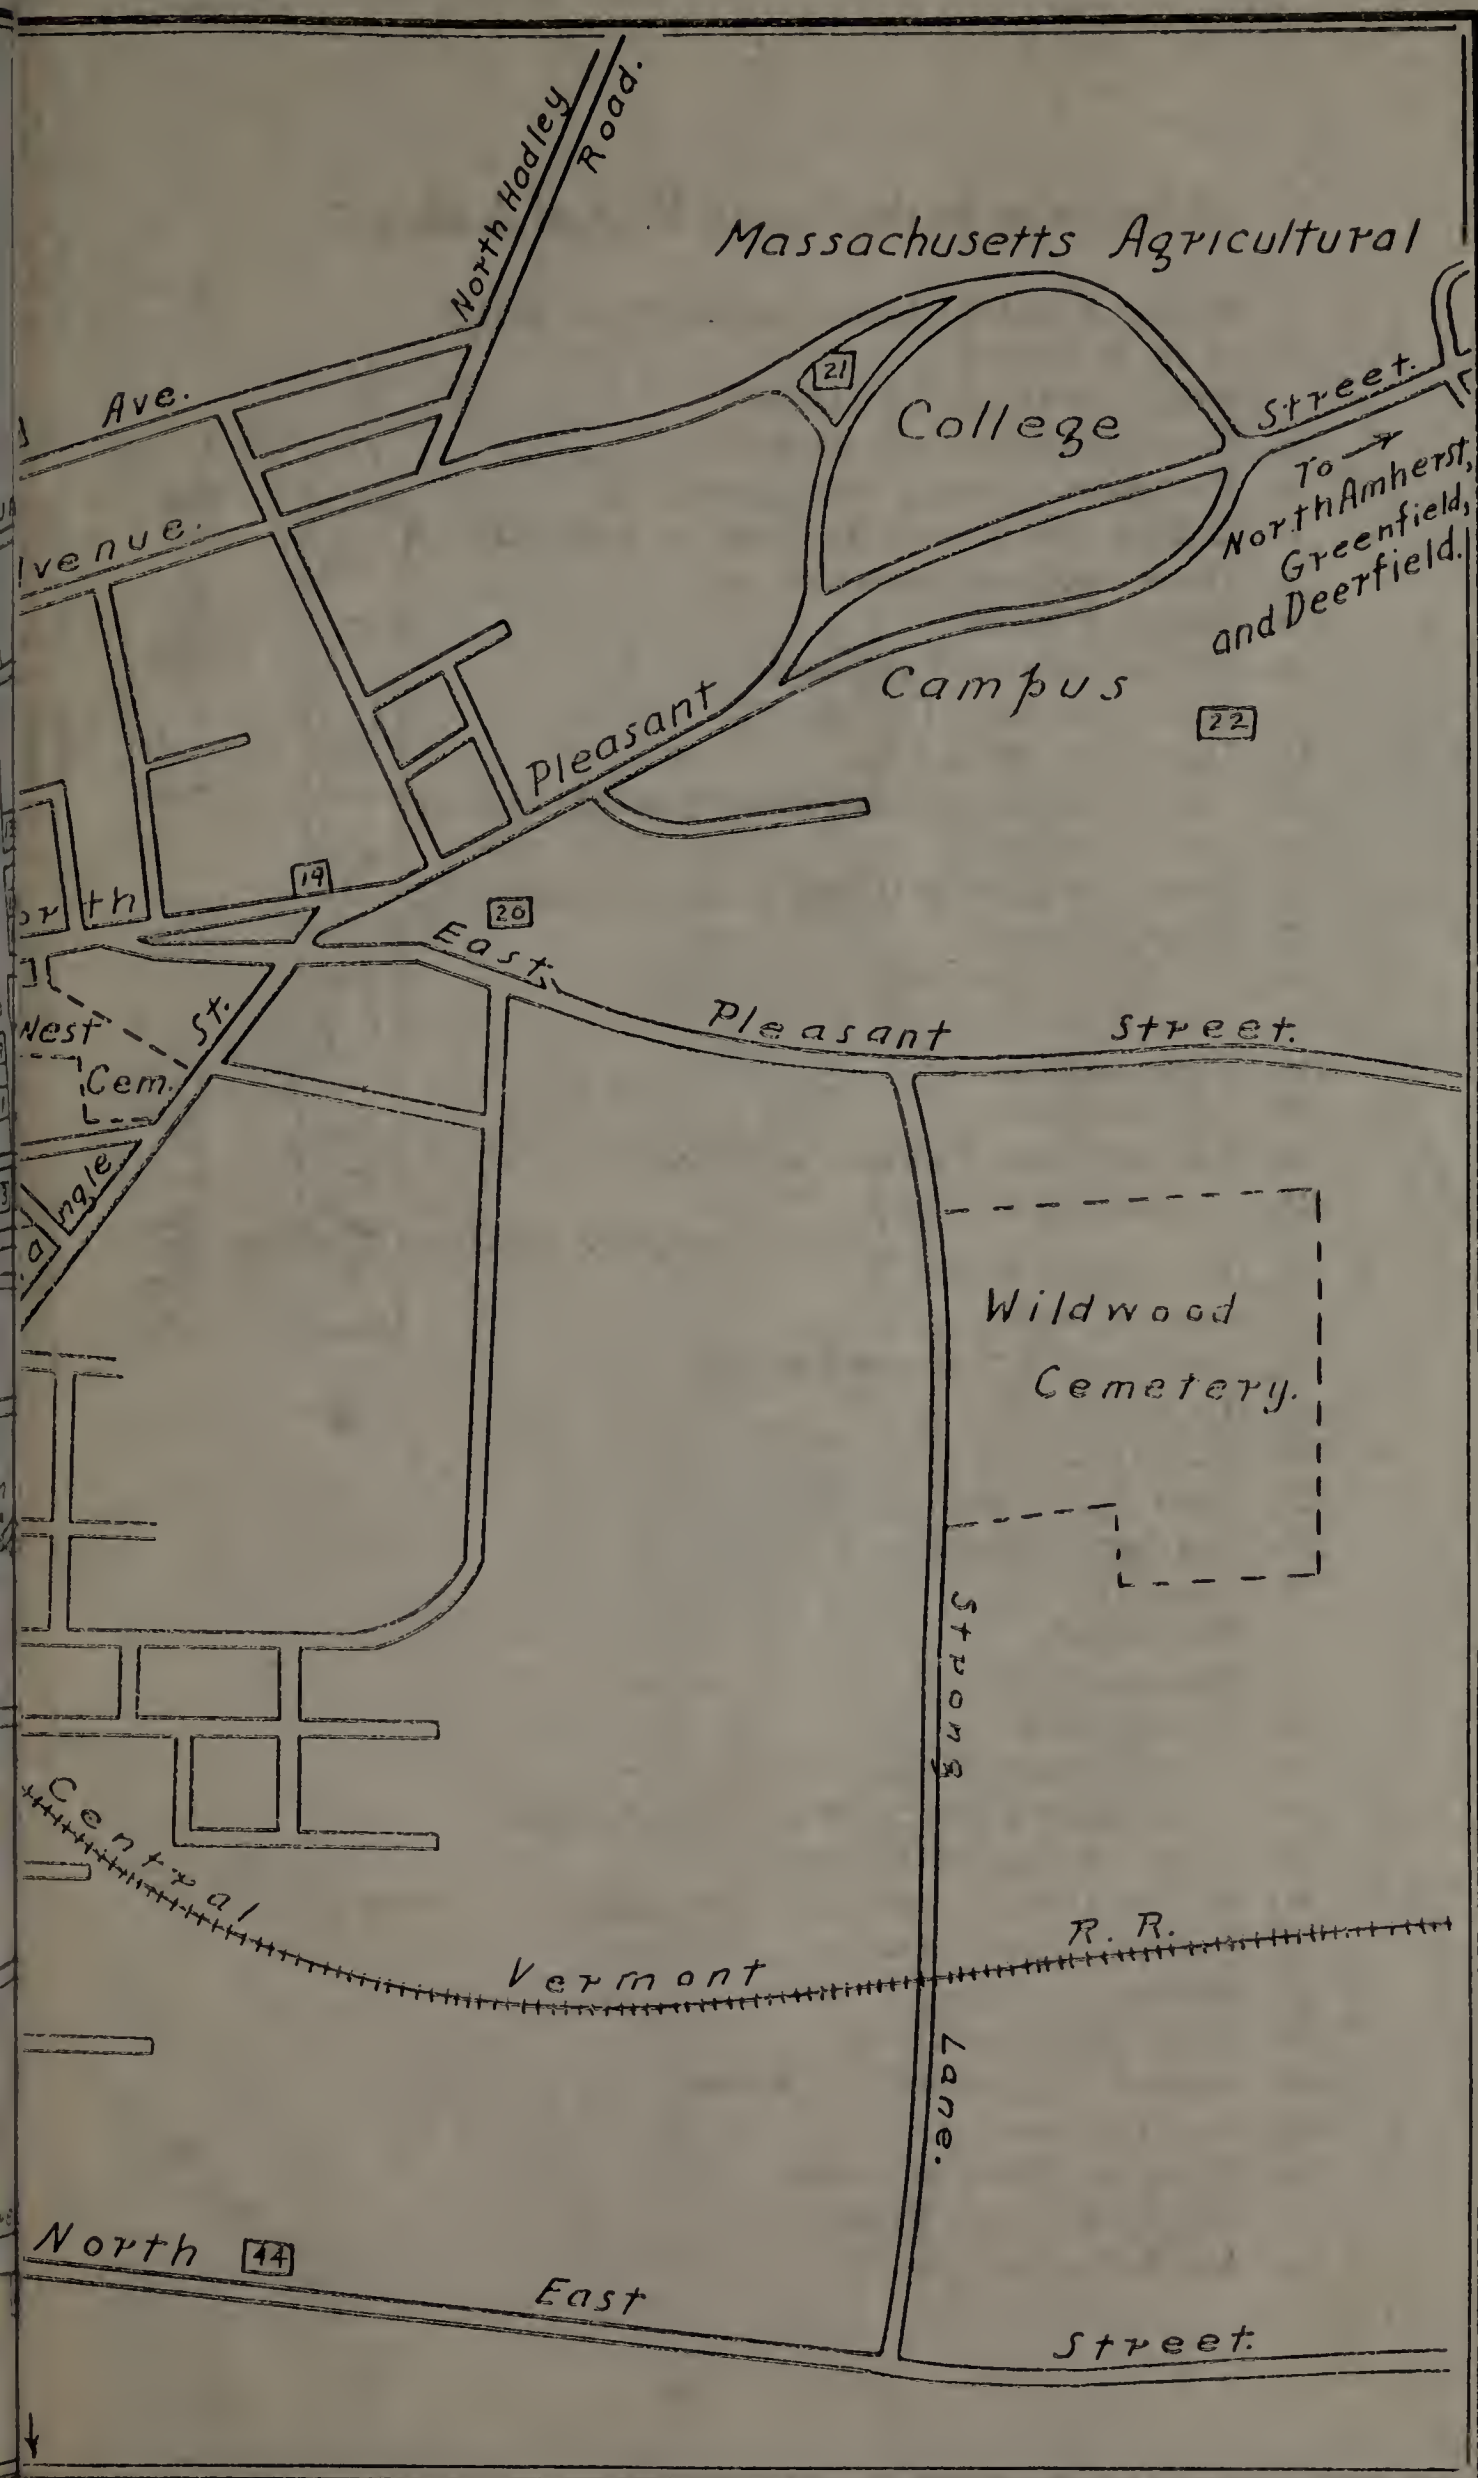 North Hadley
Road.
Massachusetts Agricultural
Ave.
21
College
Street.
To
North Amherst,
Greenfield,
and Deerfield.
venue.
Campus
22
Pleasant
19
orth
20
East
Pleasant Street.
St.
West
Cem.
ngle
a
Wildwood
Cemetery.
Strong
Central
Vermont
R. R.
Lane.
North 44
East
Street.